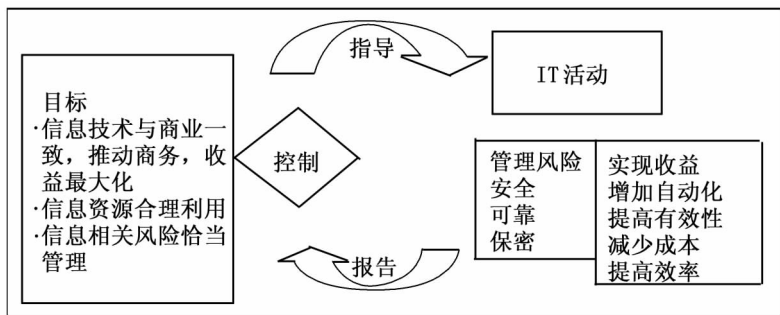 目标
·信息技术与商业一
致，推动商务，收
益最大化
·信息资源合理利用
·信息相关风险恰当
管理
控制
指导
IT活动
管理风险
安全
可靠
保密
实现收益
增加自动化
提高有效性
减少成本
提高效率
报告